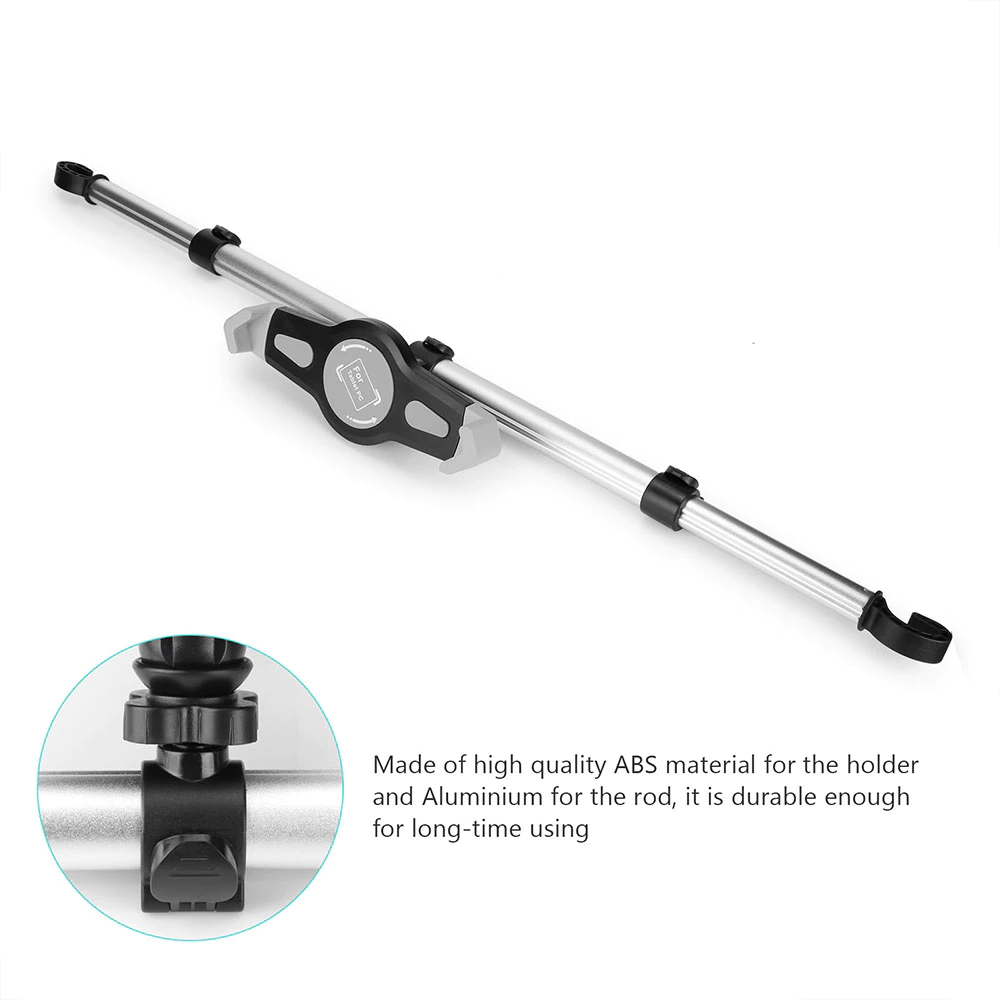 For
Tablet PC
Made of high quality ABS material for the holder
and Aluminium for the rod, it is durable enough
for long-time using